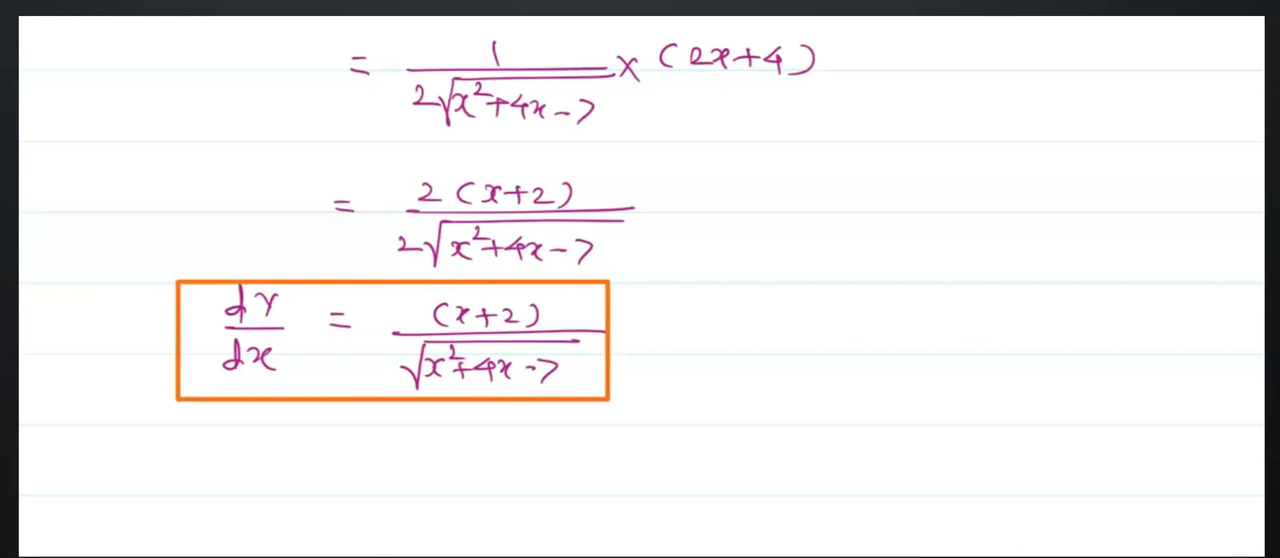 = 1 / 2√(x²+4x-7) × (2x+4)
= 2(x+2) / 2√(x²+4x-7)
dy/dx = (x+2) / √(x²+4x-7)